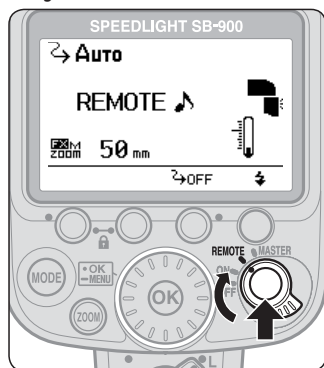 SPEEDLIGHT SB-900
AUTO
REMOTE ♪
FX M
ZOOM 50 mm
OFF
REMOTE MASTER
ON
OFF
MODE
OK
MENU
ZOOM
OK
L